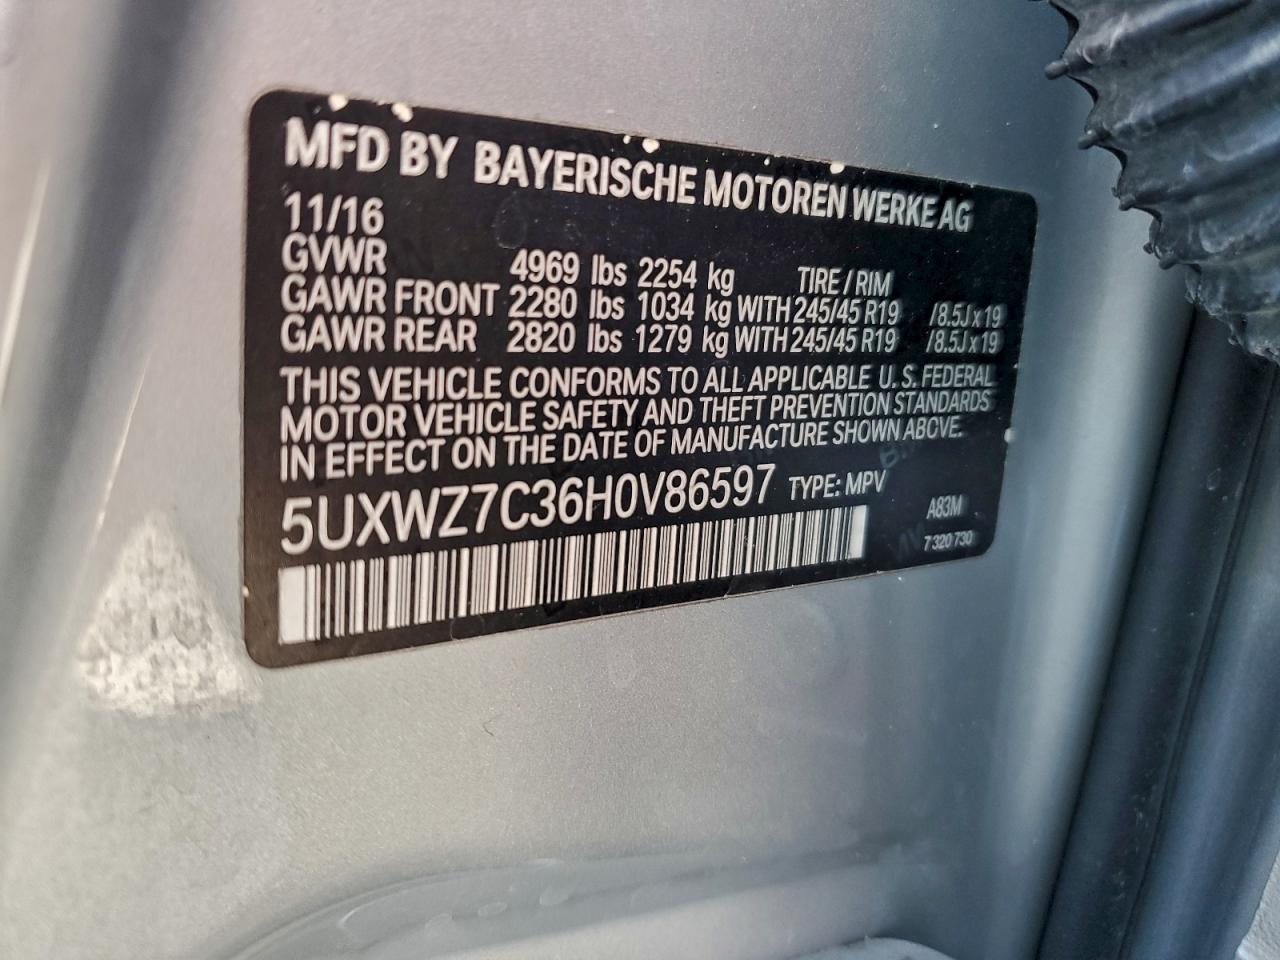 MFD BY BAYERISCHE MOTOREN WERKE AG
11/16
GVWR 4969 lbs 2254 kg TIRE / RIM
GAWR FRONT 2280 lbs 1034 kg WITH 245/45 R19 /8.5J x 19
GAWR REAR 2820 lbs 1279 kg WITH 245/45 R19 /8.5J x 19
THIS VEHICLE CONFORMS TO ALL APPLICABLE U. S. FEDERAL
MOTOR VEHICLE SAFETY AND THEFT PREVENTION STANDARDS
IN EFFECT ON THE DATE OF MANUFACTURE SHOWN ABOVE.
5UXWZ7C36H0V86597 TYPE: MPV
A83M
7 320 730